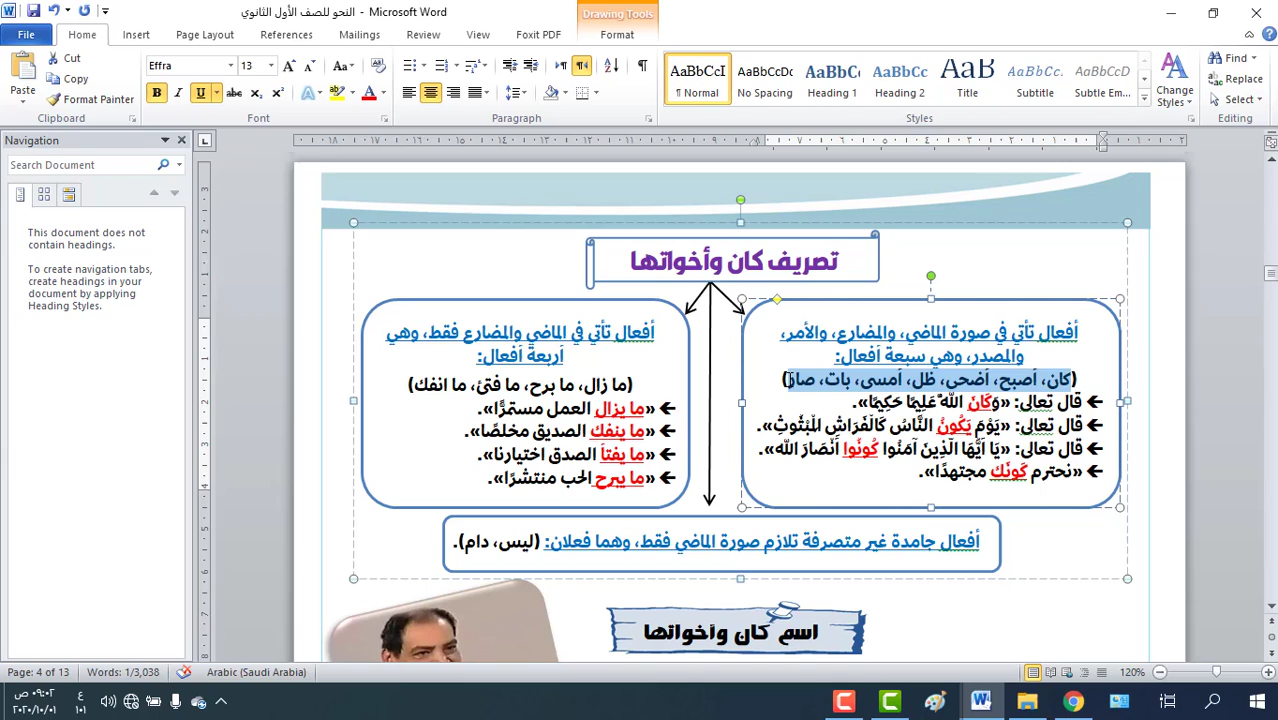 النحو للصف الأول الثانوي - Microsoft Word
Drawing Tools
File
Home
Insert
Page Layout
References
Mailings
Review
View
Foxit PDF
Format
Paste
Cut
Copy
Format Painter
Clipboard
Effra
13
Font
Paragraph
AaBbCcI
¶ Normal
AaBbCcDc
No Spacing
AaBbCc
Heading 1
AaBbCc
Heading 2
AaB
Title
AaBbCc.
Subtitle
AaBbCcD
Subtle Em...
Change
Styles
Styles
Find
Replace
Select
Editing
Navigation
Search Document
This document does not
contain headings.
To create navigation tabs,
create headings in your
document by applying
Heading Styles.
تصريف كان وأخواتها
أفعال تأتي في صورة الماضي، والمضارع، والأمر،
والمصدر، وهي سبعة أفعال:
(كان، أصبح، أضحى، ظل، أمسى، بات، صار)
← قال تعالى: «وَكَانَ اللهُ عَلِيمًا حَكِيمًا».
← قال تعالى: «يَوْمَ يَكُونُ النَّاسُ كَالْفَرَاشِ الْمَبْثُوثِ».
← قال تعالى: «يَا أَيُّهَا الَّذِينَ آمَنُوا كُونُوا أَنْصَارَ الله».
← «نحترم كَونَك مجتهدًا».
أفعال تأتي في الماضي والمضارع فقط، وهي
أربعة أفعال:
(ما زال، ما برح، ما فتئ، ما انفك)
← «ما يزال العمل مستمرًّا».
← «ما ينفك الصديق مخلصًا».
← «ما يفتأ الصدق اختيارنا».
← «ما يبرح الحب منتشرًا».
أفعال جامدة غير متصرفة تلازم صورة الماضي فقط، وهما فعلان: (ليس، دام).
اسم كان وأخواتها
Page: 4 of 13
Words: 1/3,038
Arabic (Saudi Arabia)
120%
٠٩:٠٢ ص
٢٠٢٠/١٠/٠١